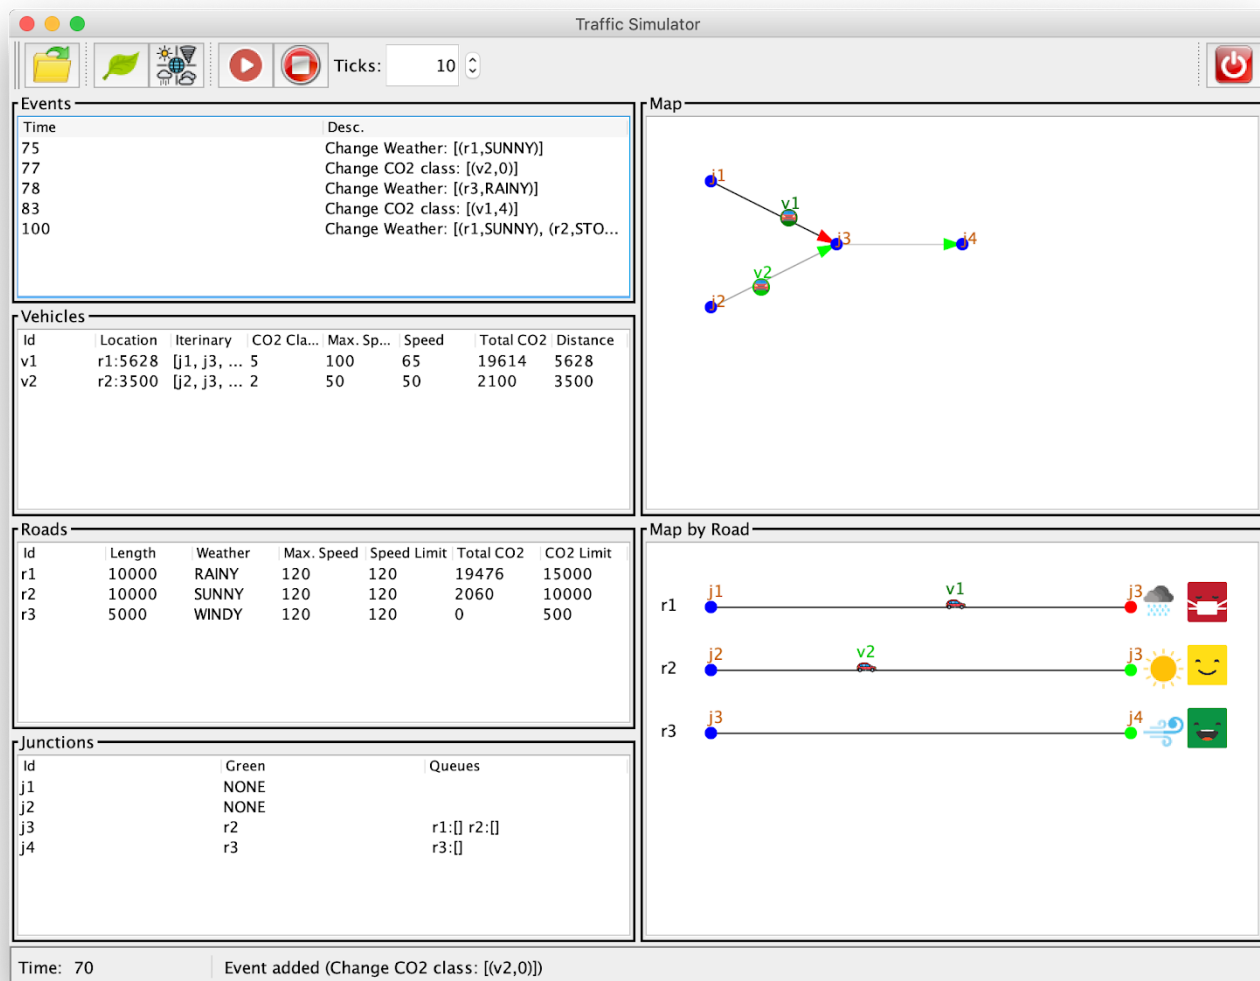 Traffic Simulator
Ticks: 10
Events
Time Desc.
75 Change Weather: [(r1,SUNNY)]
77 Change CO2 class: [(v2,0)]
78 Change Weather: [(r3,RAINY)]
83 Change CO2 class: [(v1,4)]
100 Change Weather: [(r1,SUNNY), (r2,STO...
Vehicles
Id Location Iterinary CO2 Cla... Max. Sp... Speed Total CO2 Distance
v1 r1:5628 [j1, j3, ... 5 100 65 19614 5628
v2 r2:3500 [j2, j3, ... 2 50 50 2100 3500
Roads
Id Length Weather Max. Speed Speed Limit Total CO2 CO2 Limit
r1 10000 RAINY 120 120 19476 15000
r2 10000 SUNNY 120 120 2060 10000
r3 5000 WINDY 120 120 0 500
Junctions
Id Green Queues
j1 NONE
j2 NONE
j3 r2 r1:[] r2:[]
j4 r3 r3:[]
Map
j1
v1
j3 j4
v2
j2
Map by Road
j1 v1 j3
r1
j2 v2 j3
r2
j3 j4
r3
Time: 70 Event added (Change CO2 class: [(v2,0)])